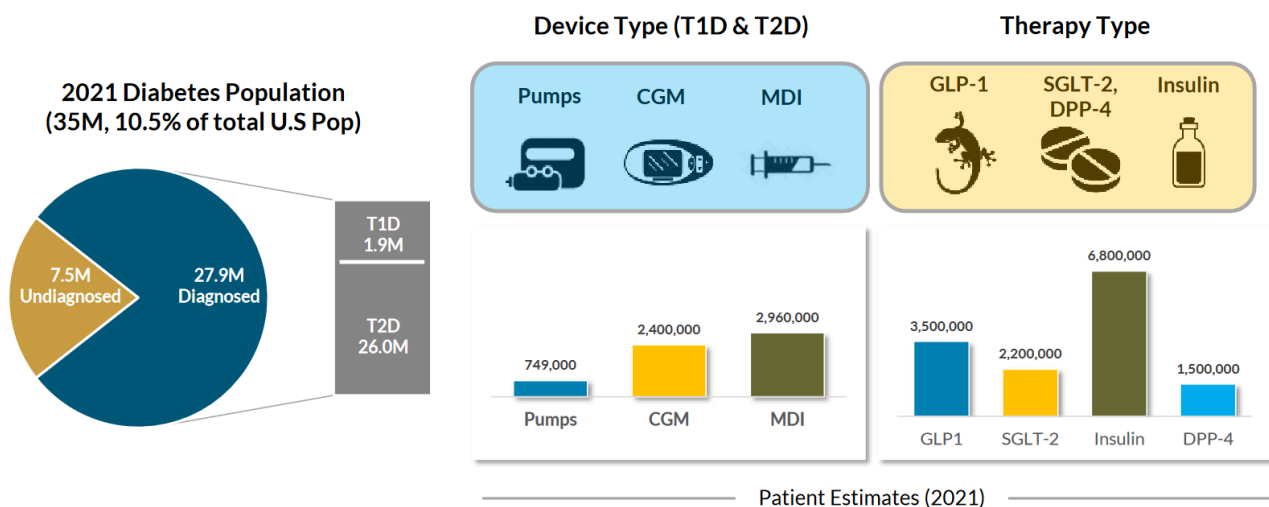 2021 Diabetes Population
(35M, 10.5% of total U.S Pop)
7.5M
Undiagnosed
27.9M
Diagnosed
T1D
1.9M
T2D
26.0M
Device Type (T1D & T2D)
Pumps
CGM
MDI
749,000
2,400,000
2,960,000
Pumps
CGM
MDI
Therapy Type
GLP-1
SGLT-2,
DPP-4
Insulin
3,500,000
2,200,000
6,800,000
1,500,000
GLP1
SGLT-2
Insulin
DPP-4
Patient Estimates (2021)